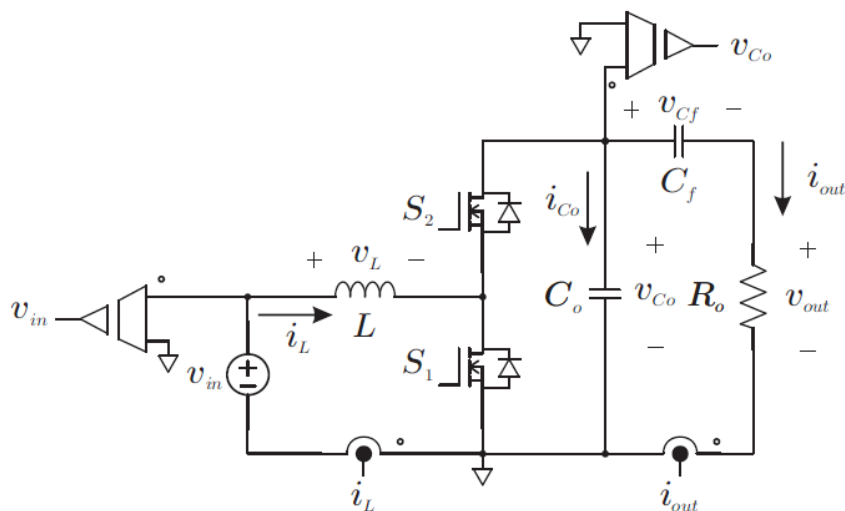 v_Co
+ v_Cf −
C_f
i_out
S_2
i_Co
+ v_L −
+
+
v_in
i_L
L
C_o
v_Co
R_o
v_out
S_1
−
−
v_in
+
−
i_L
i_out